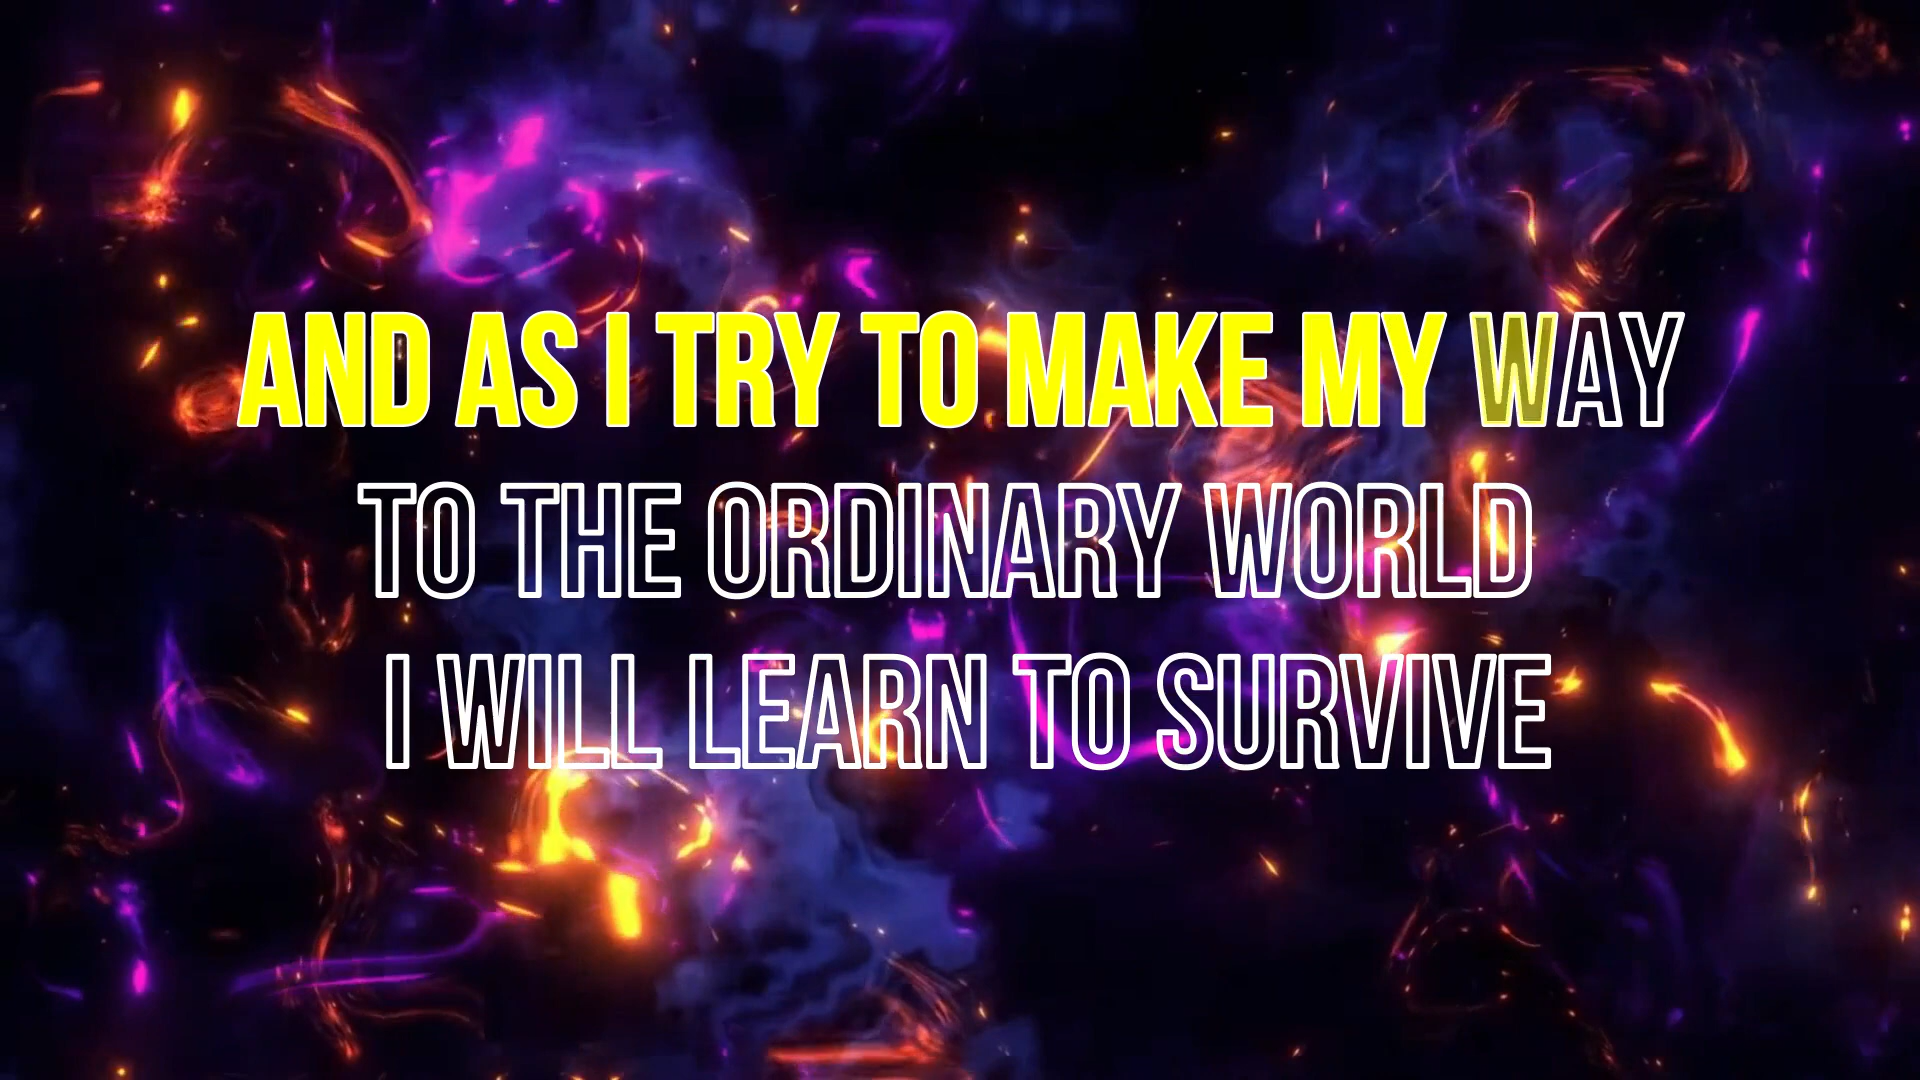 AND AS I TRY TO MAKE MY WAY
TO THE ORDINARY WORLD
I WILL LEARN TO SURVIVE